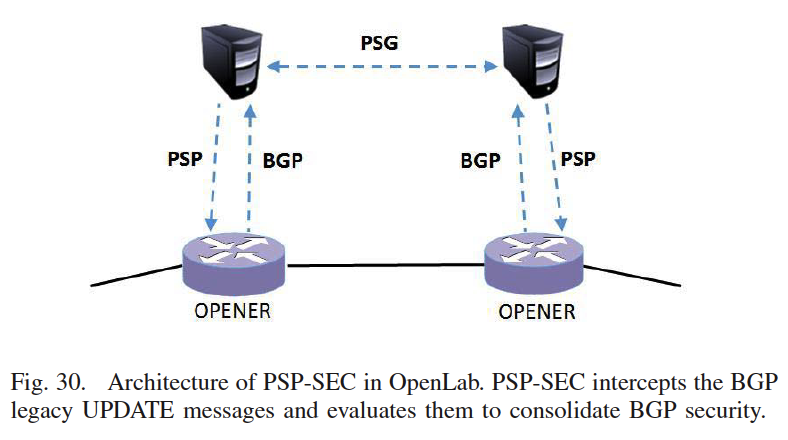 PSG
PSP
BGP
BGP
PSP
OPENER
OPENER
Fig. 30. Architecture of PSP-SEC in OpenLab. PSP-SEC intercepts the BGP
legacy UPDATE messages and evaluates them to consolidate BGP security.